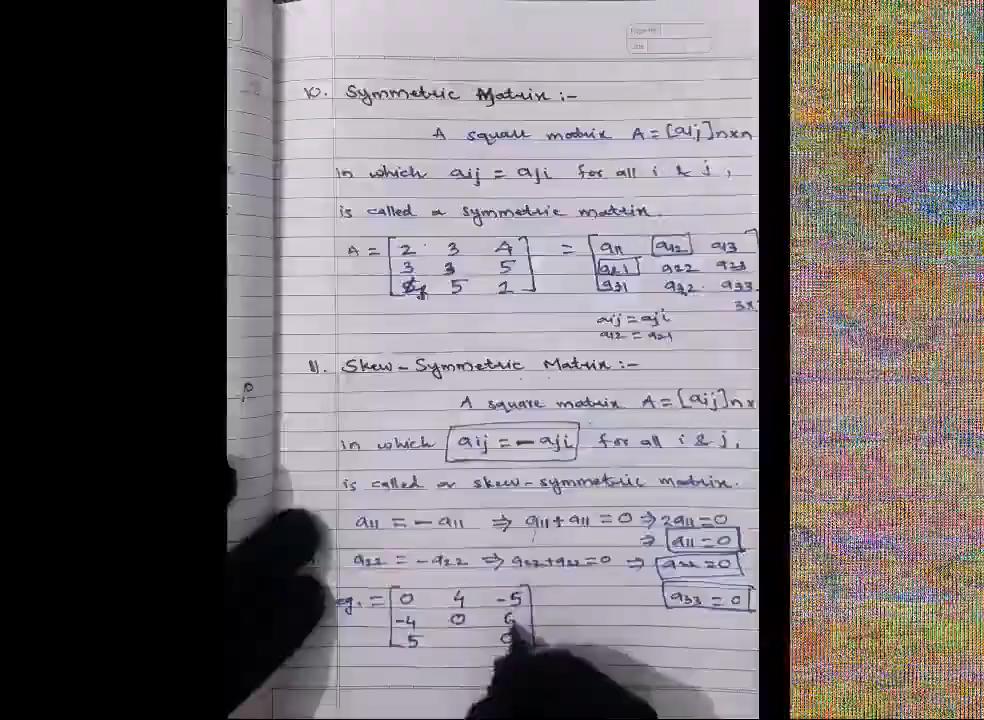 10. Symmetric Matrix :-
A square matrix A = [aij]n×n
in which aij = aji for all i & j,
is called a symmetric matrix.
A = [2 3 4 = [a11 a12 a13
3 3 5 a21 a22 a23
4 5 1] a31 a32 a33]
3×
aij = aji
a12 = a21
11. Skew-Symmetric Matrix :-
A square matrix A = [aij]n×
in which aij = -aji for all i & j,
is called a skew-symmetric matrix.
a11 = -a11 ⇒ a11 + a11 = 0 ⇒ 2a11 = 0
⇒ a11 = 0
a22 = -a22 ⇒ a22 + a22 = 0 ⇒ a22 = 0
eg. = [0 4 -5] a33 = 0
-4 0 6
5 0